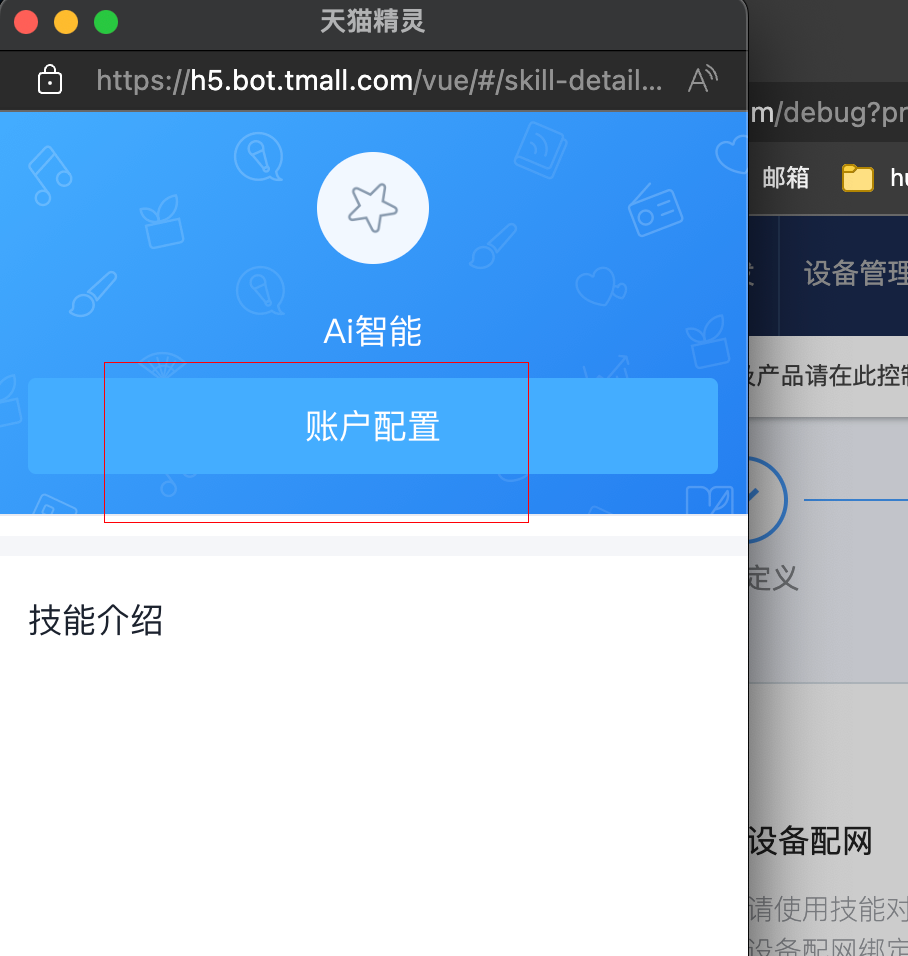 天猫精灵
https://h5.bot.tmall.com/vue/#/skill-detail...
m/debug?pr
邮箱
设备管理
Ai智能
及产品请在此控制
账户配置
定义
技能介绍
设备配网
请使用技能对
设备配网绑定